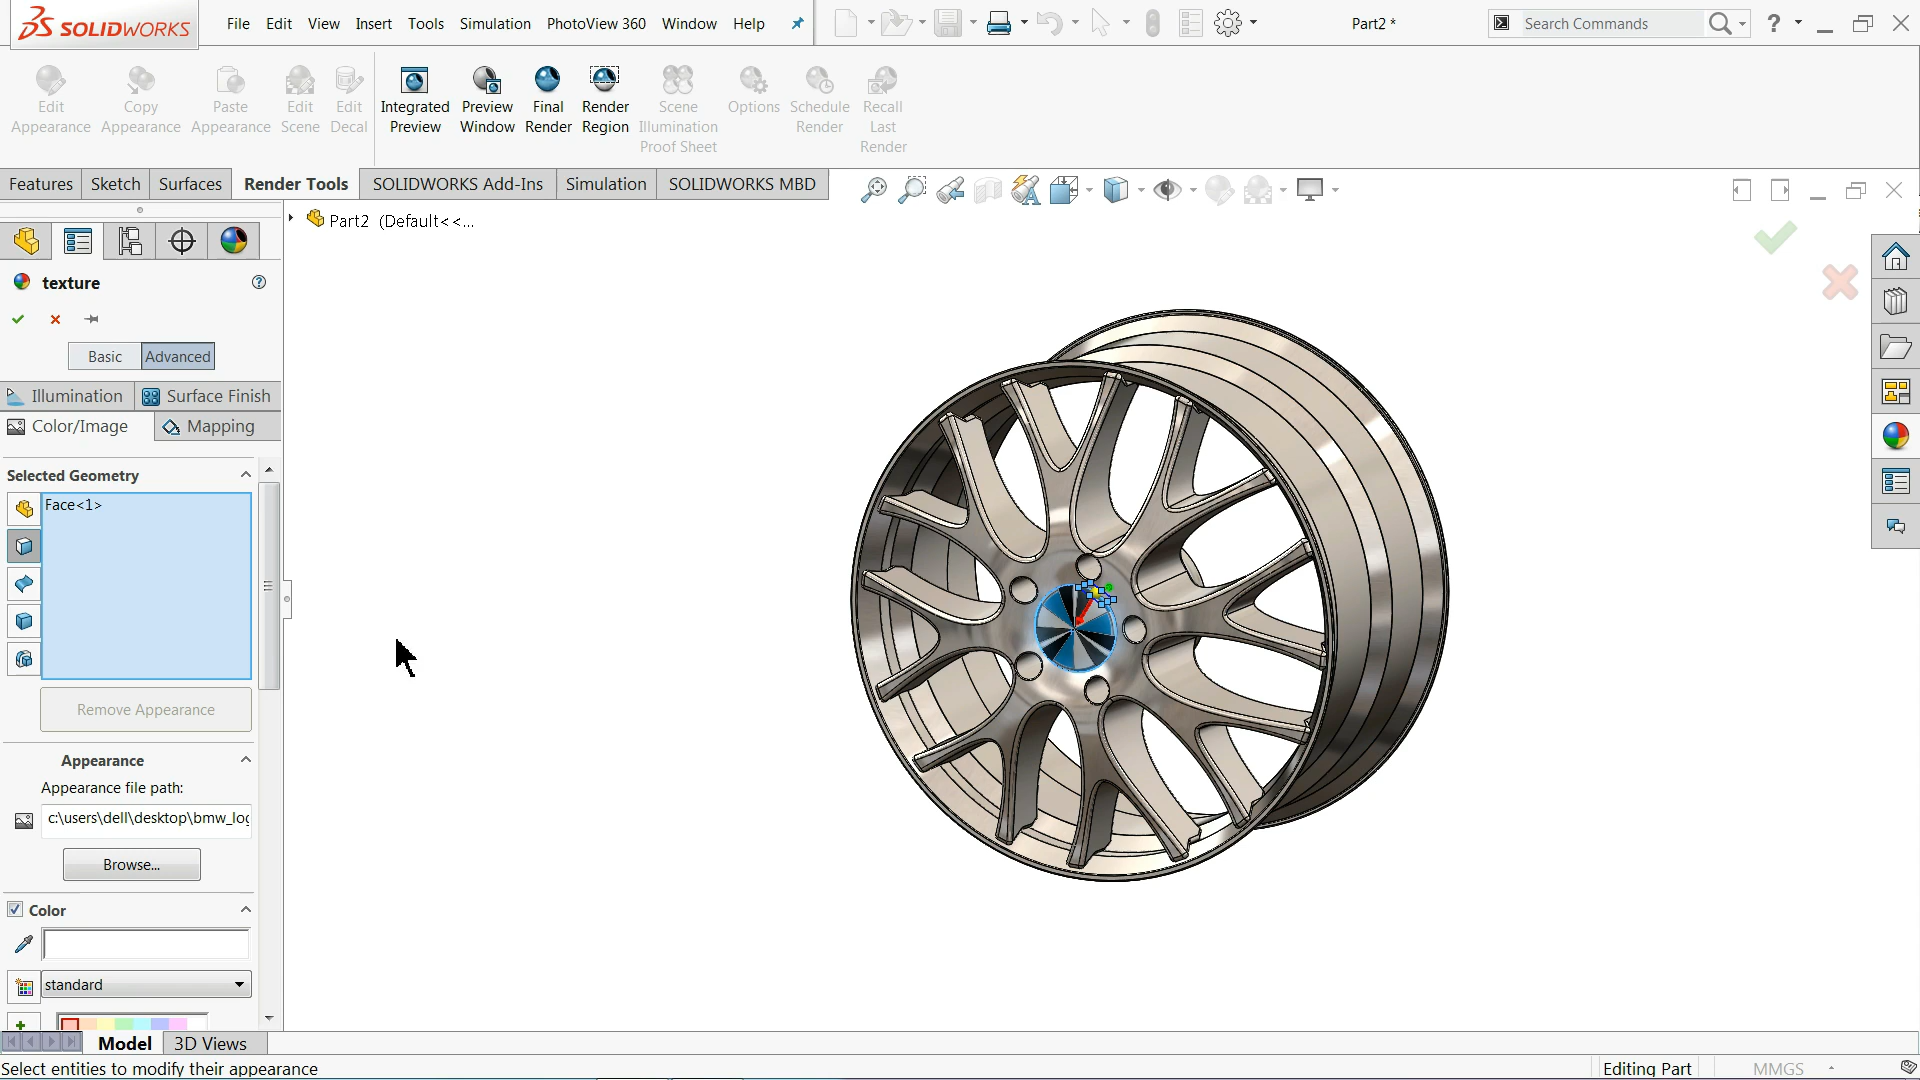 SOLIDWORKS File Edit View Insert Tools Simulation PhotoView 360 Window Help Part2 * Search Commands ?
Edit Appearance
Copy Appearance
Paste Appearance
Edit Scene
Edit Decal
Integrated Preview
Preview Window
Final Render
Render Region
Scene Illumination Proof Sheet
Options
Schedule Render
Recall Last Render
Features Sketch Surfaces Render Tools SOLIDWORKS Add-Ins Simulation SOLIDWORKS MBD
Part2 (Default<<...
texture ?
Basic Advanced
Illumination Surface Finish
Color/Image Mapping
Selected Geometry
Face<1>
Remove Appearance
Appearance
Appearance file path:
c:\users\dell\desktop\bmw_log
Browse...
Color
standard
Model 3D Views
Select entities to modify their appearance Editing Part MMGS